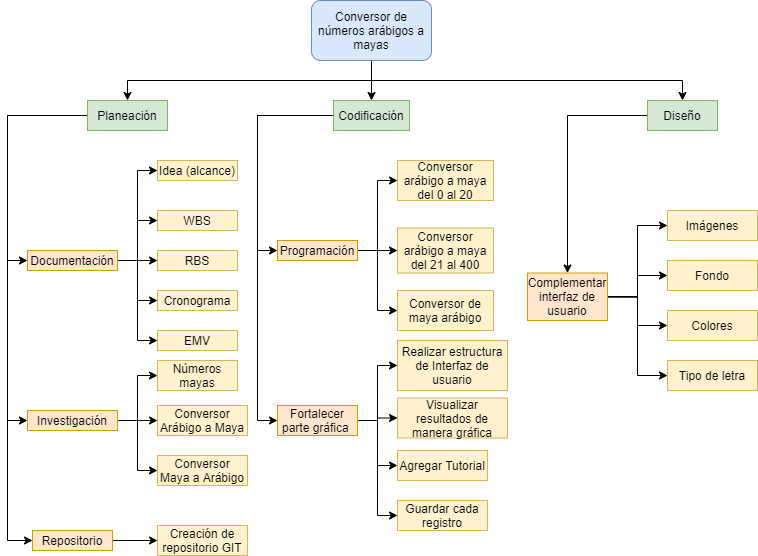 Conversor de
números arábigos a
mayas
Planeación
Codificación
Diseño
Documentación
Idea (alcance)
WBS
RBS
Cronograma
EMV
Investigación
Números
mayas
Conversor
Arábigo a Maya
Conversor
Maya a Arábigo
Repositorio
Creación de
repositorio GIT
Programación
Conversor
arábigo a maya
del 0 al 20
Conversor
arábigo a maya
del 21 al 400
Conversor de
maya arábigo
Fortalecer
parte gráfica
Realizar estructura
de Interfaz de
usuario
Visualizar
resultados de
manera gráfica
Agregar Tutorial
Guardar cada
registro
Complementar
interfaz de
usuario
Imágenes
Fondo
Colores
Tipo de letra